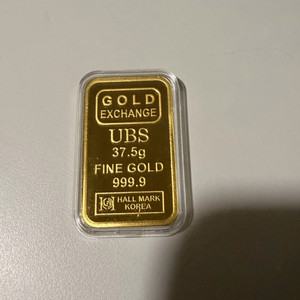 GOLD
EXCHANGE
UBS
37.5g
FINE GOLD
999.9
HALL MARK
KOREA